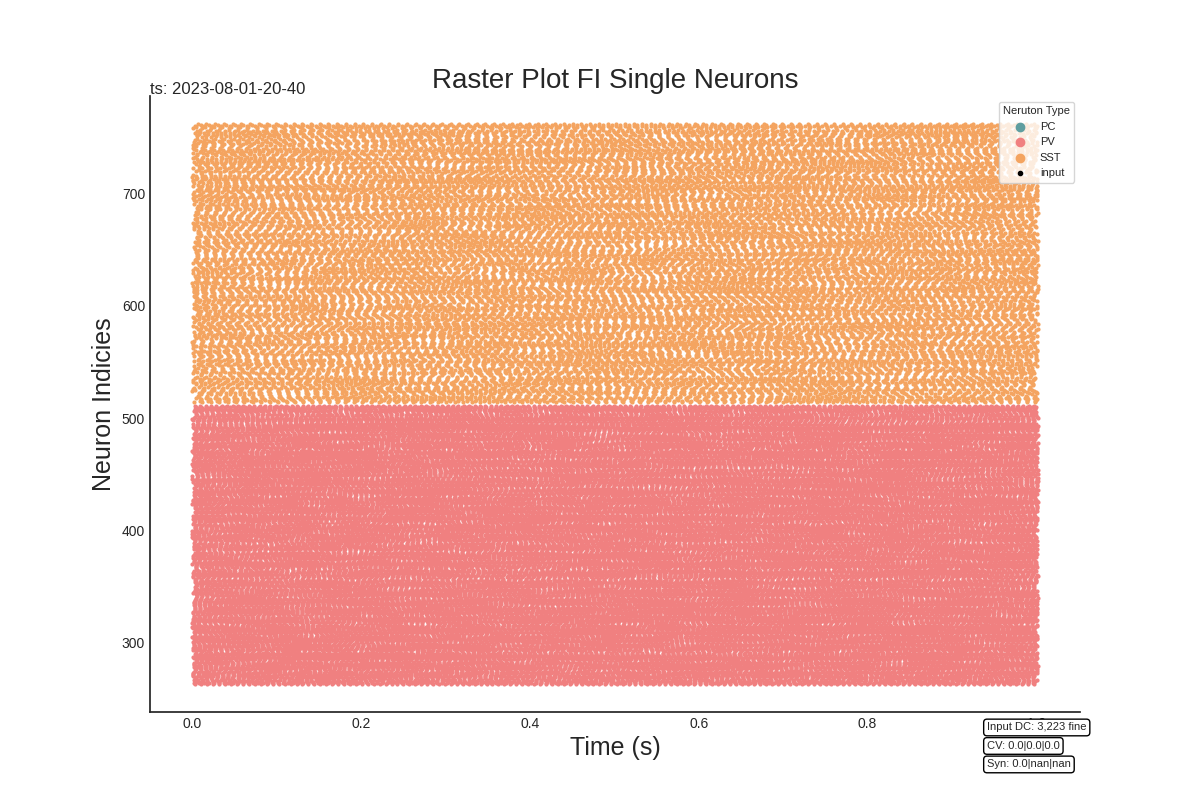 Raster Plot FI Single Neurons
ts: 2023-08-01-20-40
Neruton Type
PC
PV
SST
input
700
600
500
400
300
Neuron Indicies
0.0 0.2 0.4 0.6 0.8
Time (s)
Input DC: 3,223 fine
CV: 0.0|0.0|0.0
Syn: 0.0|nan|nan